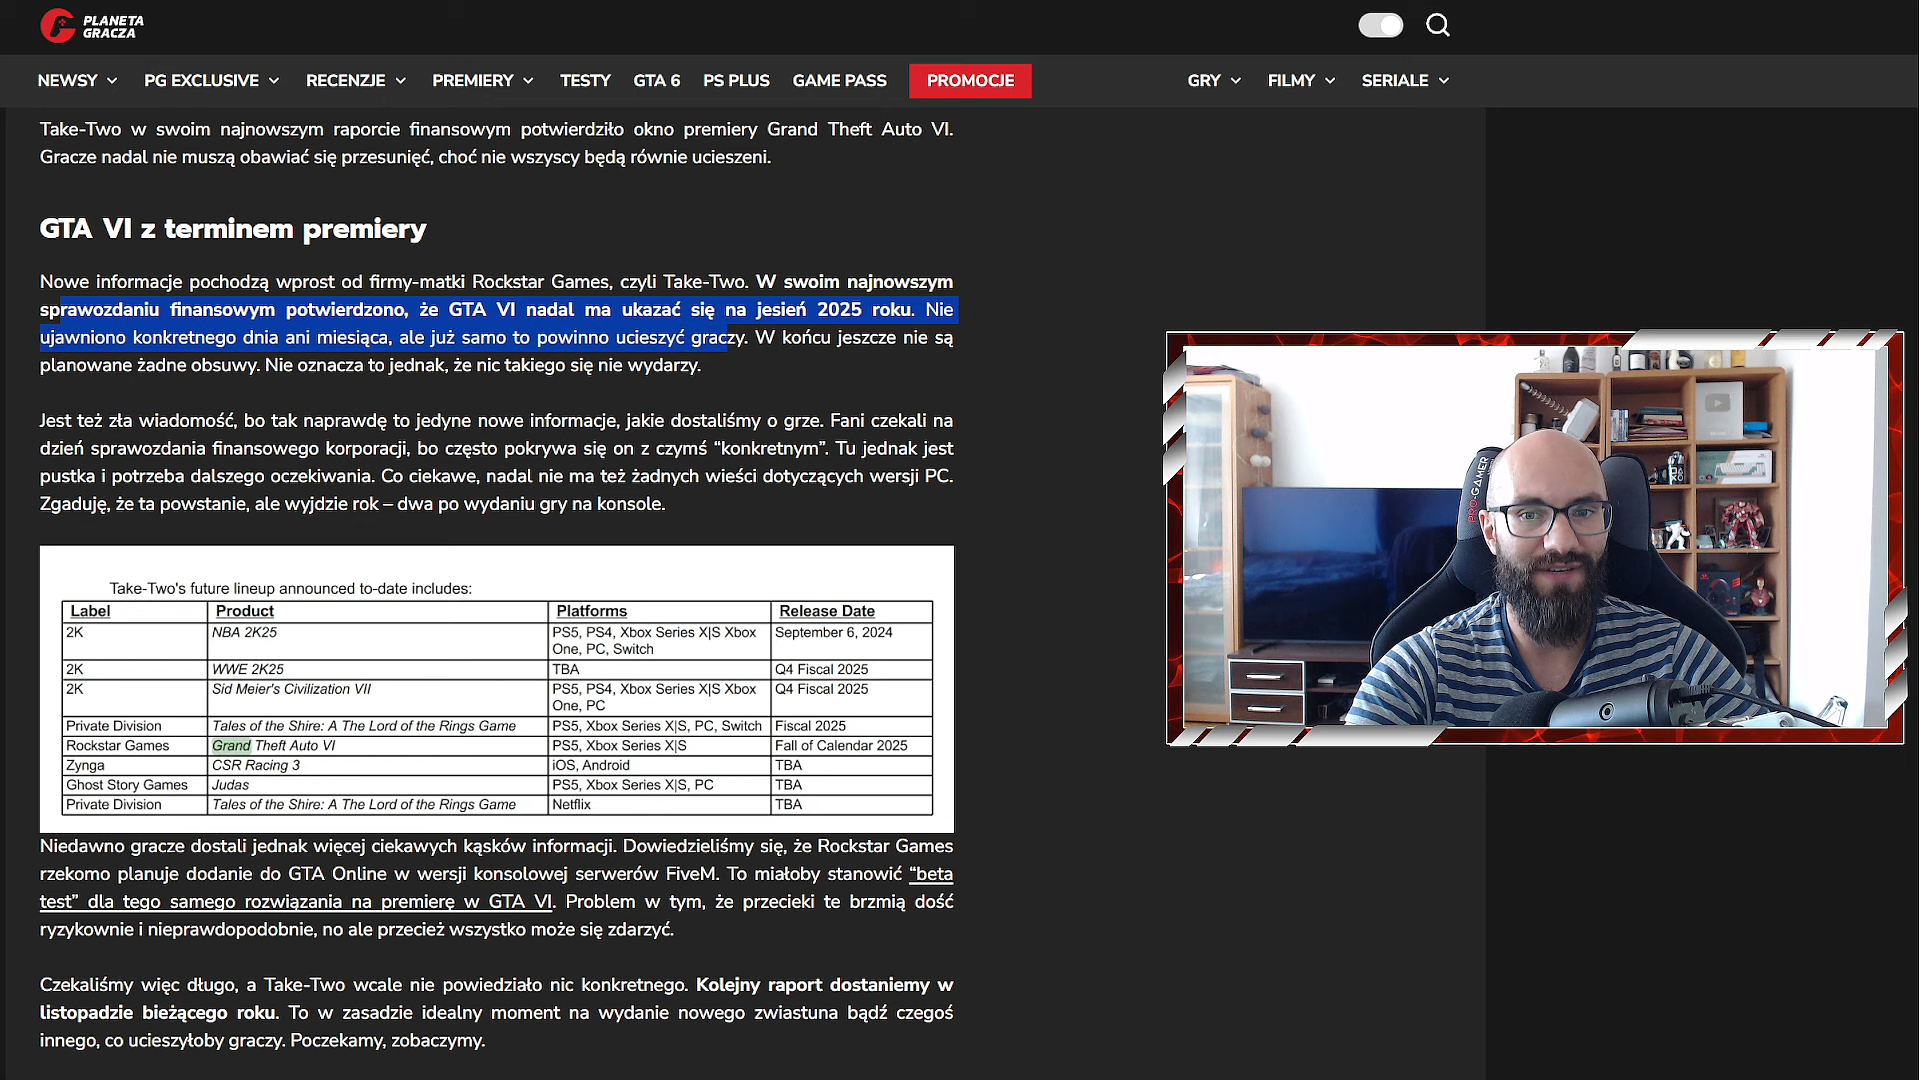 PLANETA
GRACZA
NEWSY PG EXCLUSIVE RECENZJE PREMIERY TESTY GTA 6 PS PLUS GAME PASS PROMOCJE GRY FILMY SERIALE
Take-Two w swoim najnowszym raporcie finansowym potwierdziło okno premiery Grand Theft Auto VI.
Gracze nadal nie muszą obawiać się przesunięć, choć nie wszyscy będą równie ucieszeni.
GTA VI z terminem premiery
Nowe informacje pochodzą wprost od firmy-matki Rockstar Games, czyli Take-Two. W swoim najnowszym
sprawozdaniu finansowym potwierdzono, że GTA VI nadal ma ukazać się na jesień 2025 roku. Nie
ujawniono konkretnego dnia ani miesiąca, ale już samo to powinno ucieszyć graczy. W końcu jeszcze nie są
planowane żadne obsuwy. Nie oznacza to jednak, że nic takiego się nie wydarzy.
Jest też zła wiadomość, bo tak naprawdę to jedyne nowe informacje, jakie dostaliśmy o grze. Fani czekali na
dzień sprawozdania finansowego korporacji, bo często pokrywa się on z czymś “konkretnym”. Tu jednak jest
pustka i potrzeba dalszego oczekiwania. Co ciekawe, nadal nie ma też żadnych wieści dotyczących wersji PC.
Zgaduję, że ta powstanie, ale wyjdzie rok – dwa po wydaniu gry na konsole.
Take-Two's future lineup announced to-date includes:
Label Product Platforms Release Date
2K NBA 2K25 PS5, PS4, Xbox Series X|S Xbox September 6, 2024
One, PC, Switch
2K WWE 2K25 TBA Q4 Fiscal 2025
2K Sid Meier's Civilization VII PS5, PS4, Xbox Series X|S Xbox Q4 Fiscal 2025
One, PC
Private Division Tales of the Shire: A The Lord of the Rings Game PS5, Xbox Series X|S, PC, Switch Fiscal 2025
Rockstar Games Grand Theft Auto VI PS5, Xbox Series X|S Fall of Calendar 2025
Zynga CSR Racing 3 iOS, Android TBA
Ghost Story Games Judas PS5, Xbox Series X|S, PC TBA
Private Division Tales of the Shire: A The Lord of the Rings Game Netflix TBA
Niedawno gracze dostali jednak więcej ciekawych kąsków informacji. Dowiedzieliśmy się, że Rockstar Games
rzekomo planuje dodanie do GTA Online w wersji konsolowej serwerów FiveM. To miałoby stanowić “beta
test” dla tego samego rozwiązania na premierę w GTA VI. Problem w tym, że przecieki te brzmią dość
ryzykownie i nieprawdopodobnie, no ale przecież wszystko może się zdarzyć.
Czekaliśmy więc długo, a Take-Two wcale nie powiedziało nic konkretnego. Kolejny raport dostaniemy w
listopadzie bieżącego roku. To w zasadzie idealny moment na wydanie nowego zwiastuna bądź czegoś
innego, co ucieszyłoby graczy. Poczekamy, zobaczymy.
PRO-GAMER